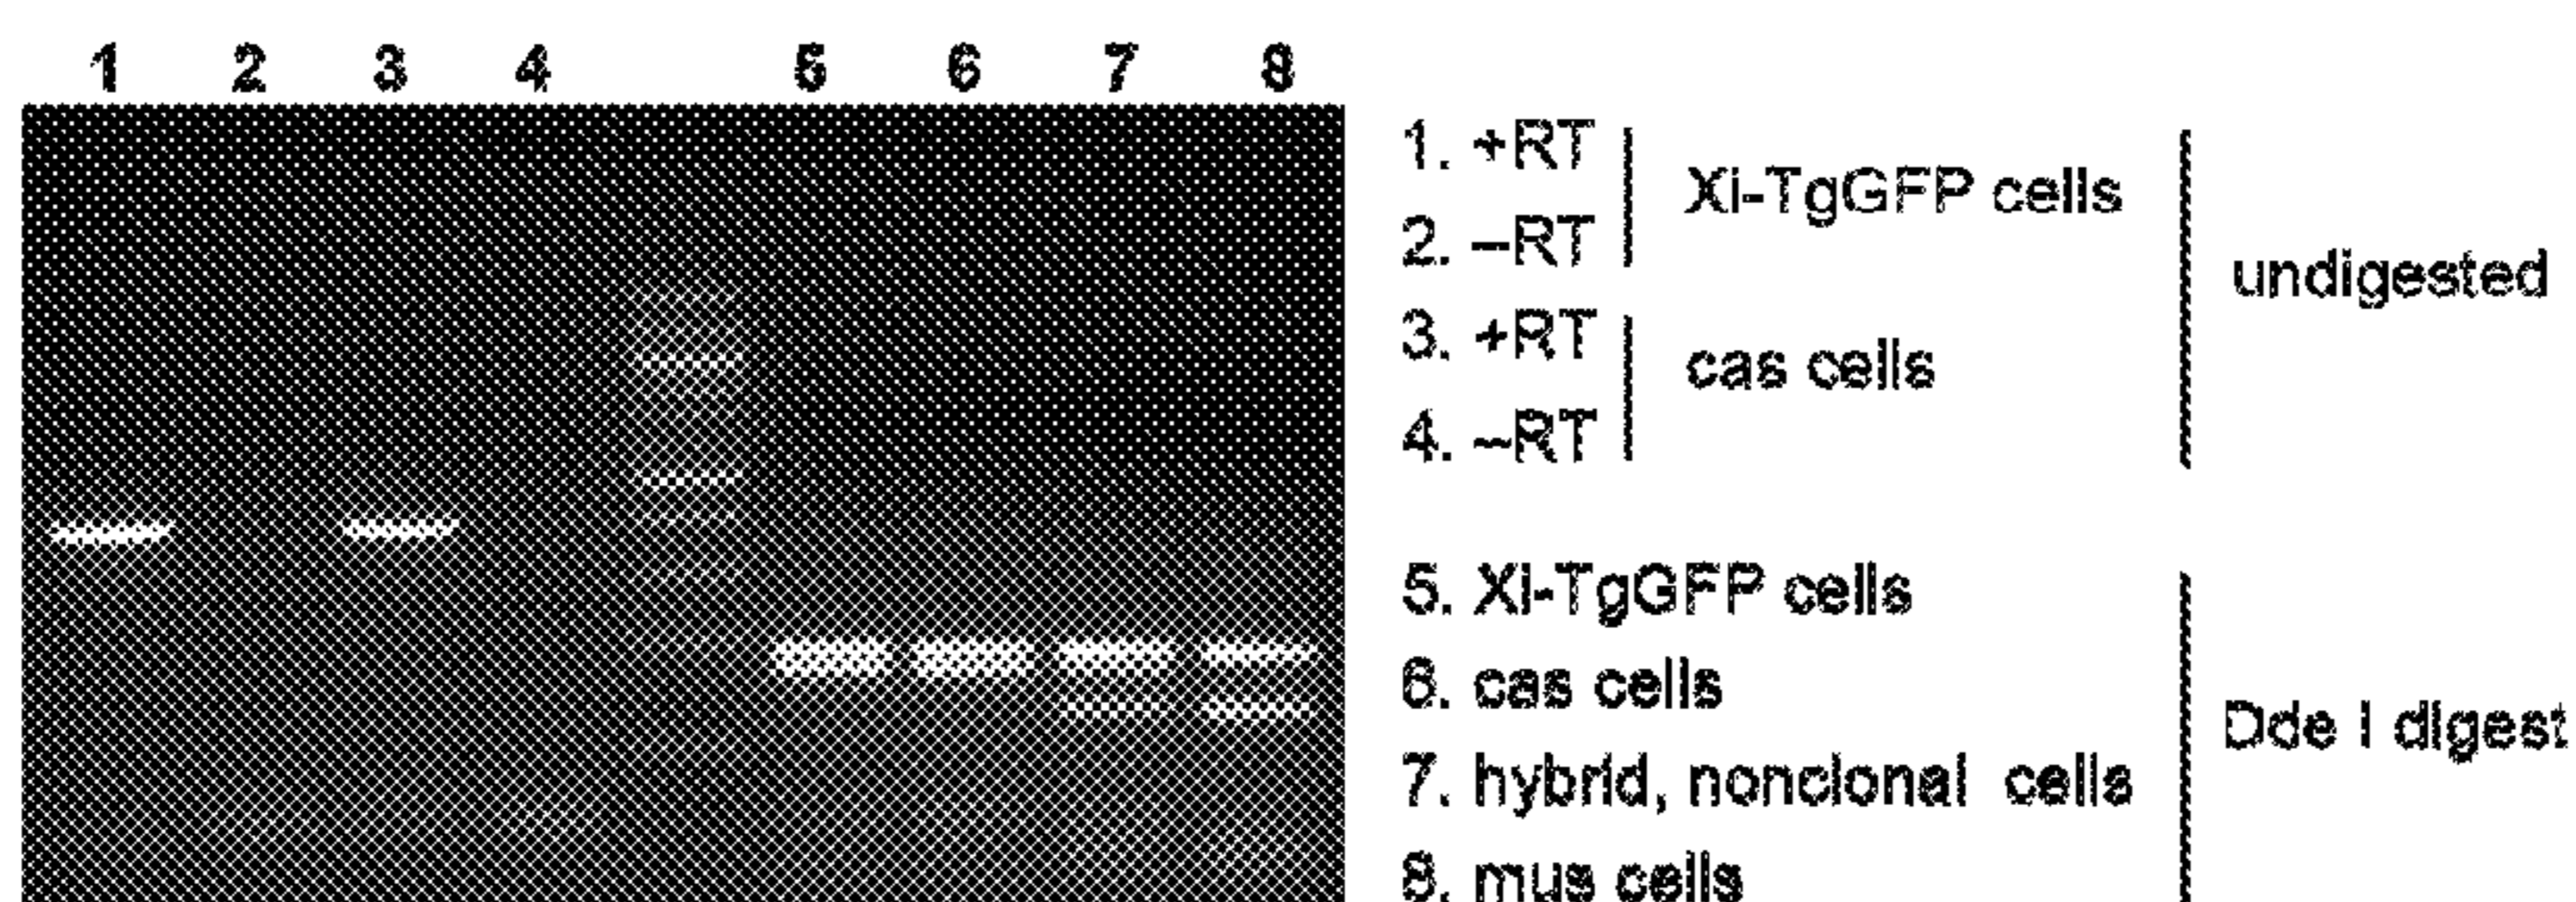 1 2 3 4 5 6 7 8
1. +RT
2. –RT
Xi-TgGFP cells
3. +RT
4. –RT
cas cells
undigested
5. Xi-TgGFP cells
6. cas cells
7. hybrid, nonclonal cells
8. mus cells
Dde I digest